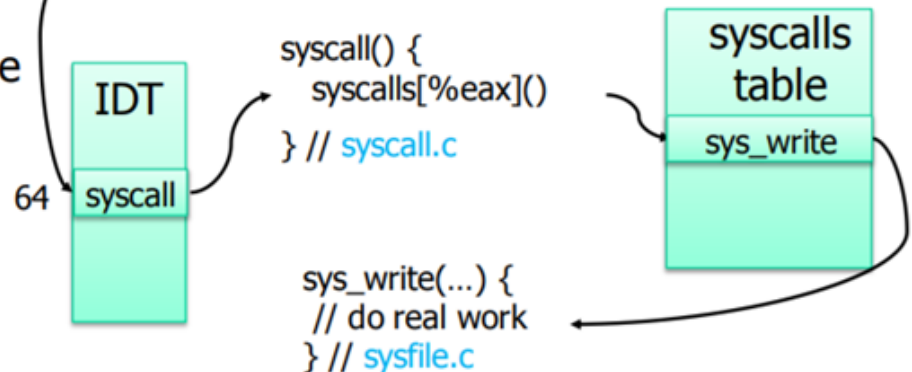 e
IDT
64
syscall
syscall() {
syscalls[%eax]()
} // syscall.c
syscalls
table
sys_write
sys_write(...) {
// do real work
} // sysfile.c